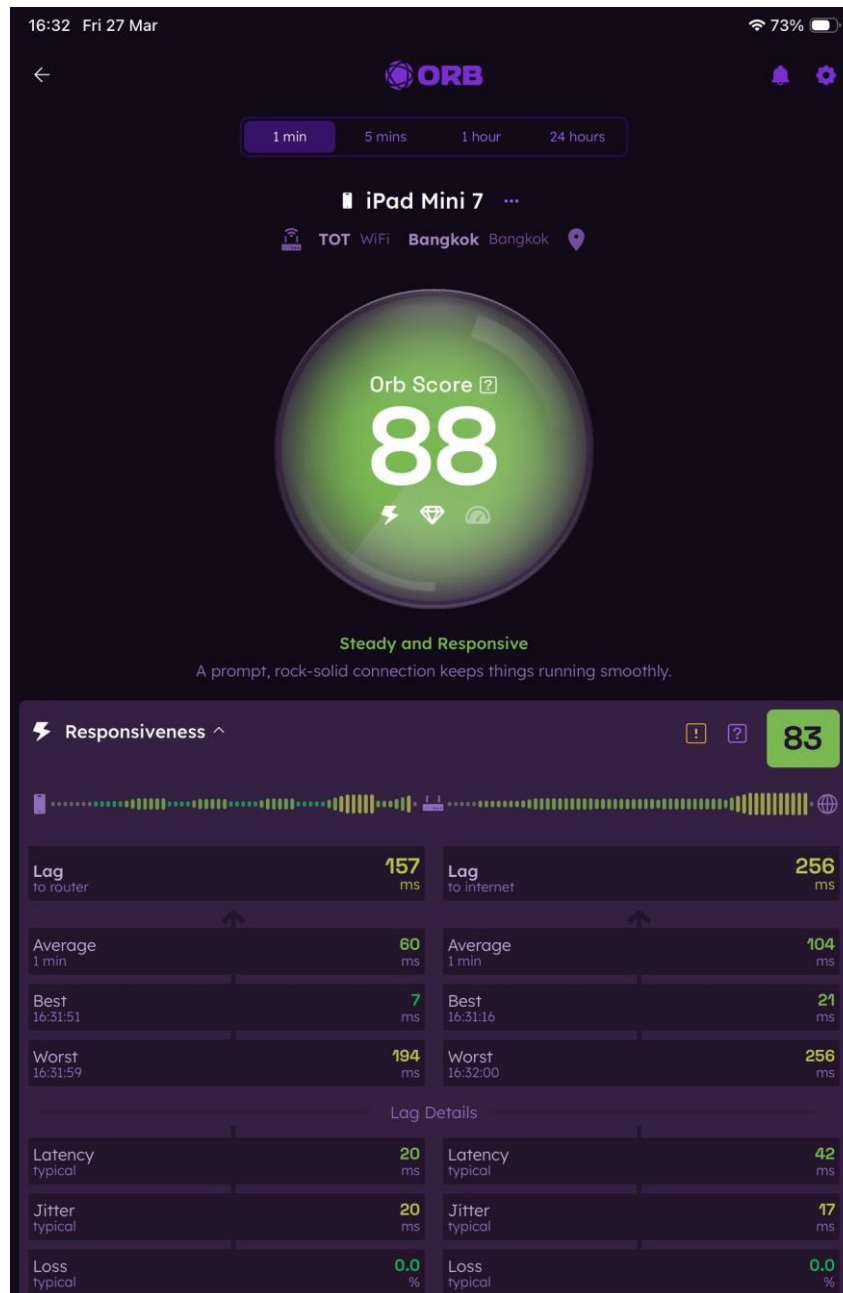 16:32 Fri 27 Mar 73%
ORB
1 min 5 mins 1 hour 24 hours
iPad Mini 7 ...
TOT WiFi Bangkok Bangkok
Orb Score ?
88
Steady and Responsive
A prompt, rock-solid connection keeps things running smoothly.
Responsiveness ! ? 83
Lag 157 Lag 256
to router ms to internet ms
Average 60 Average 104
1 min ms 1 min ms
Best 7 Best 21
16:31:51 ms 16:31:16 ms
Worst 194 Worst 256
16:31:59 ms 16:32:00 ms
Lag Details
Latency 20 Latency 42
typical ms typical ms
Jitter 20 Jitter 17
typical ms typical ms
Loss 0.0 Loss 0.0
typical % typical %